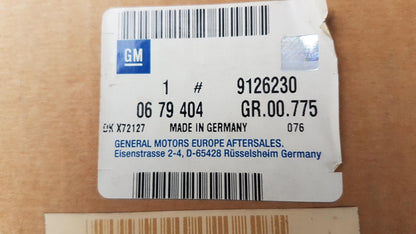 GM
1 # 9126230
06 79 404 GR.00.775
DK X72127 MADE IN GERMANY 076
GENERAL MOTORS EUROPE AFTERSALES.
Eisenstrasse 2-4, D-65428 Rüsselsheim Germany